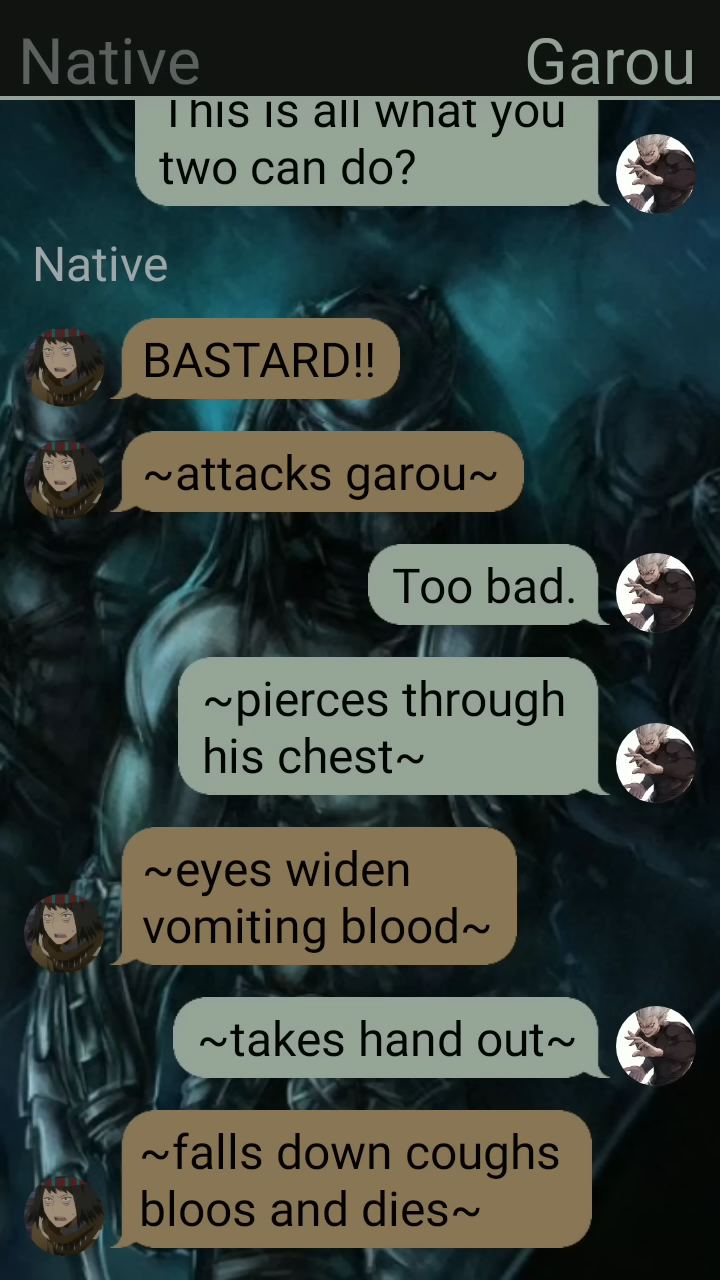 Native
Garou
This is all what you
two can do?
Native
BASTARD!!
~attacks garou~
Too bad.
~pierces through
his chest~
~eyes widen
vomiting blood~
~takes hand out~
~falls down coughs
bloos and dies~